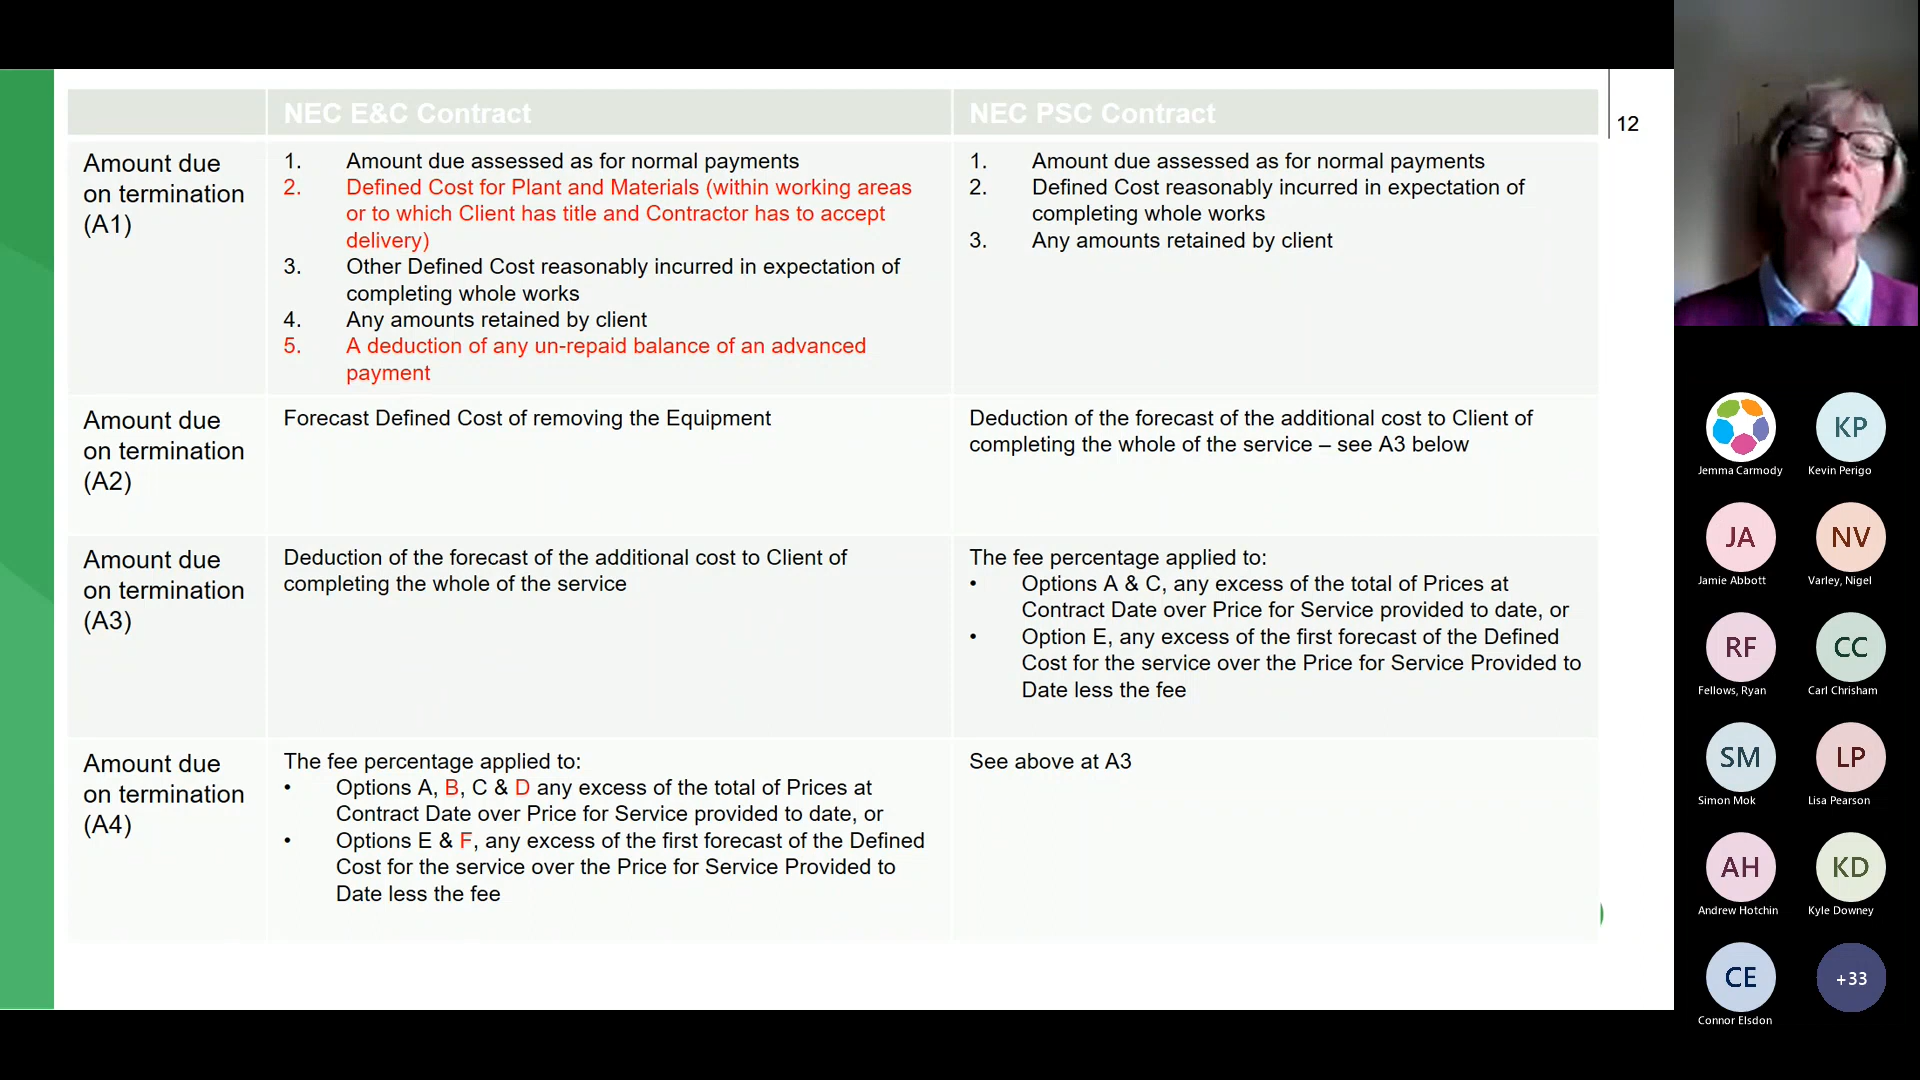 NEC E&C Contract
NEC PSC Contract
12
Amount due
on termination
(A1)
1. Amount due assessed as for normal payments
2. Defined Cost for Plant and Materials (within working areas
or to which Client has title and Contractor has to accept
delivery)
3. Other Defined Cost reasonably incurred in expectation of
completing whole works
4. Any amounts retained by client
5. A deduction of any un-repaid balance of an advanced
payment
1. Amount due assessed as for normal payments
2. Defined Cost reasonably incurred in expectation of
completing whole works
3. Any amounts retained by client
Amount due
on termination
(A2)
Forecast Defined Cost of removing the Equipment
Deduction of the forecast of the additional cost to Client of
completing the whole of the service – see A3 below
Amount due
on termination
(A3)
Deduction of the forecast of the additional cost to Client of
completing the whole of the service
The fee percentage applied to:
• Options A & C, any excess of the total of Prices at
Contract Date over Price for Service provided to date, or
• Option E, any excess of the first forecast of the Defined
Cost for the service over the Price for Service Provided to
Date less the fee
Amount due
on termination
(A4)
The fee percentage applied to:
• Options A, B, C & D any excess of the total of Prices at
Contract Date over Price for Service provided to date, or
• Options E & F, any excess of the first forecast of the Defined
Cost for the service over the Price for Service Provided to
Date less the fee
See above at A3
KP
Jemma Carmody
Kevin Perigo
JA
NV
Jamie Abbott
Varley, Nigel
RF
CC
Fellows, Ryan
Carl Chrisham
SM
LP
Simon Mok
Lisa Pearson
AH
KD
Andrew Hotchin
Kyle Downey
CE
+33
Connor Elsdon